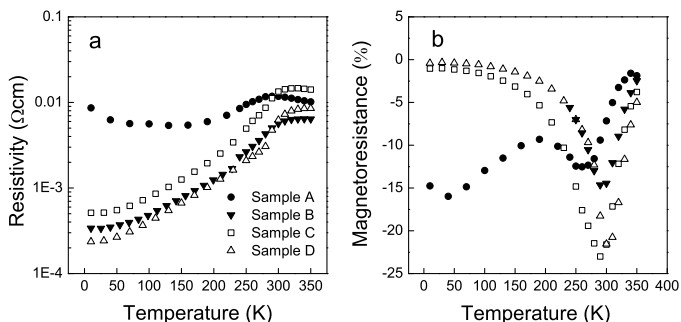 a
0.1
0.01
1E-3
1E-4
Resistivity (Ωcm)
Sample A
Sample B
Sample C
Sample D
0 50 100 150 200 250 300 350
Temperature (K)
b
0
-5
-10
-15
-20
-25
Magnetoresistance (%)
0 50 100 150 200 250 300 350 400
Temperature (K)